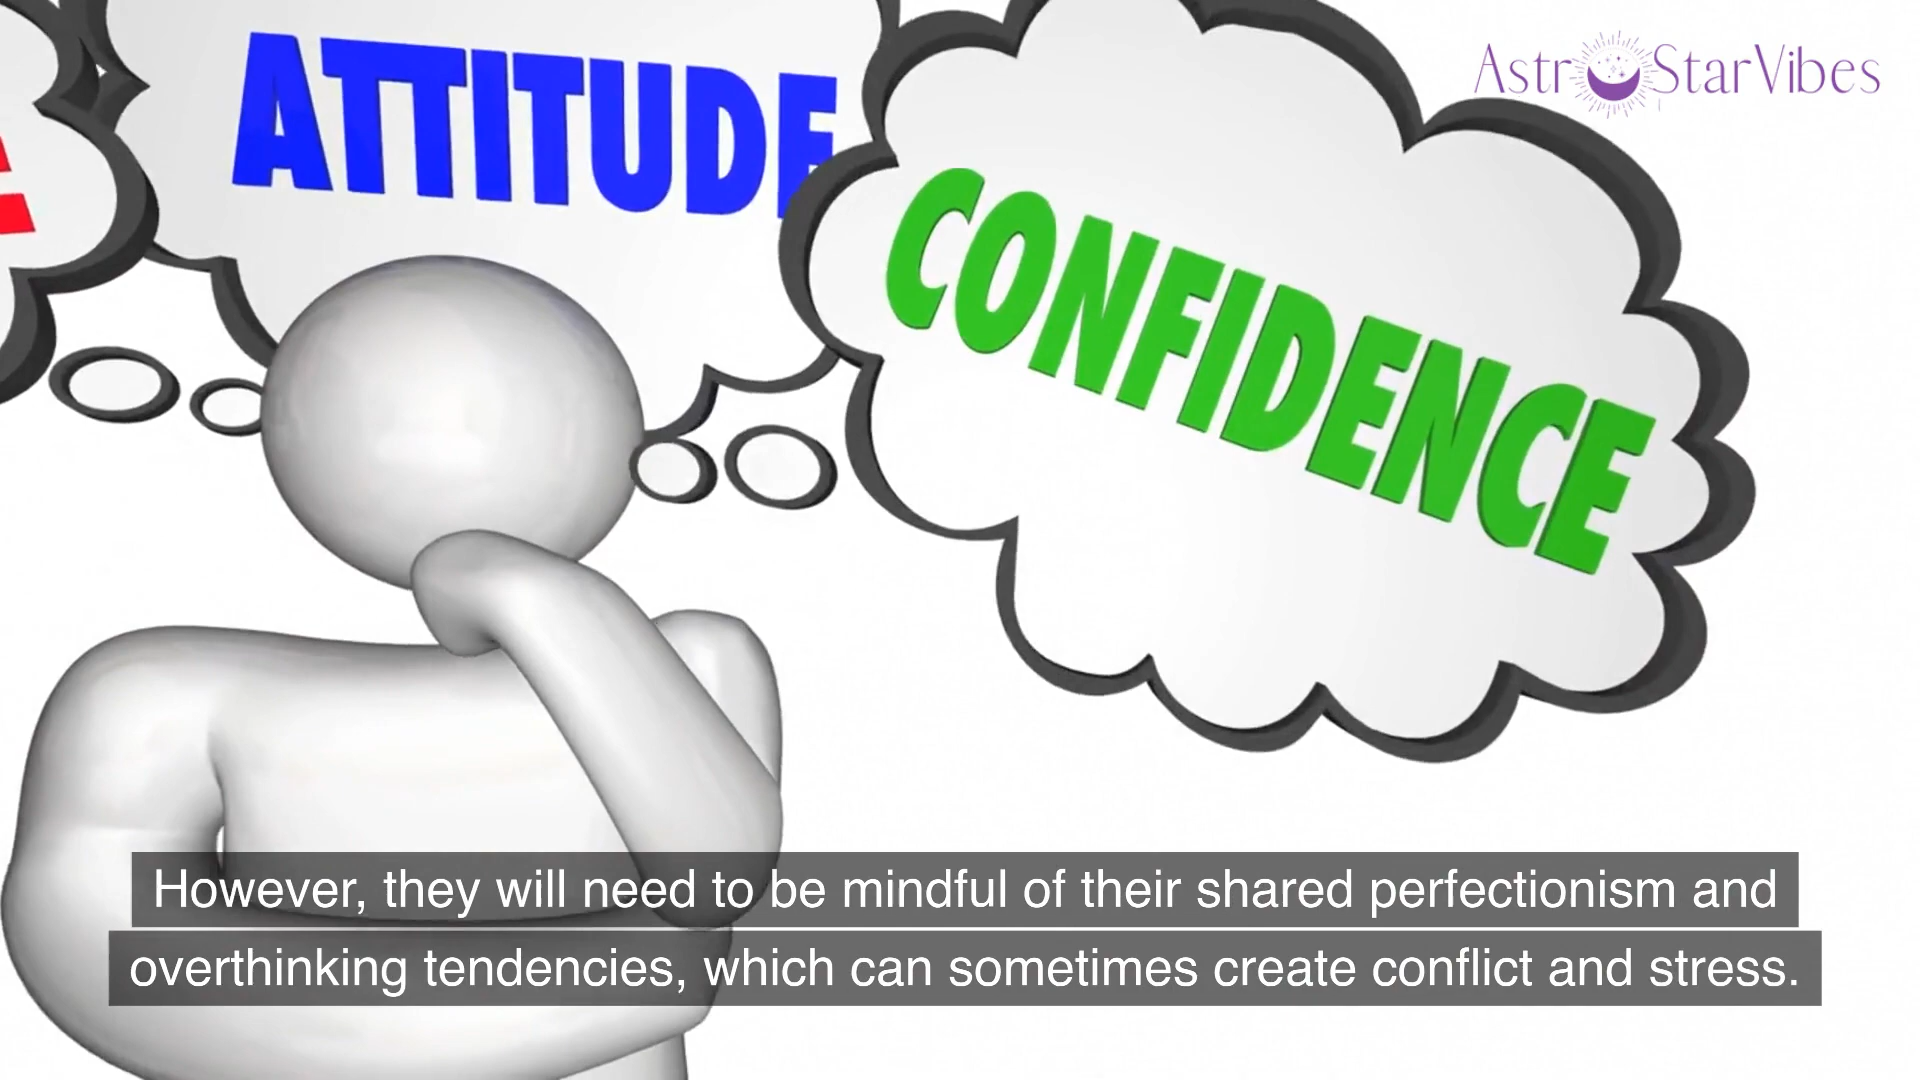 ATTITUDE
AstroStarVibes
CONFIDENCE
However, they will need to be mindful of their shared perfectionism and
overthinking tendencies, which can sometimes create conflict and stress.